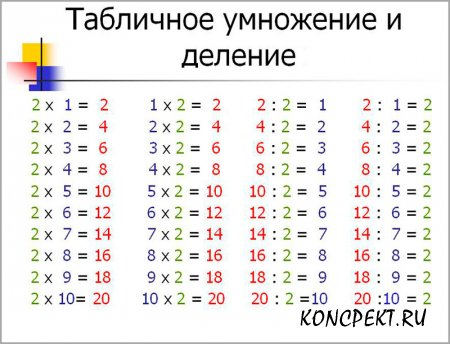 Табличное умножение и
деление
2 x 1 = 2 1 x 2 = 2 2 : 2 = 1 2 : 1 = 2
2 x 2 = 4 2 x 2 = 4 4 : 2 = 2 4 : 2 = 2
2 x 3 = 6 3 x 2 = 6 6 : 2 = 3 6 : 3 = 2
2 x 4 = 8 4 x 2 = 8 8 : 2 = 4 8 : 4 = 2
2 x 5 = 10 5 x 2 = 10 10 : 2 = 5 10 : 5 = 2
2 x 6 = 12 6 x 2 = 12 12 : 2 = 6 12 : 6 = 2
2 x 7 = 14 7 x 2 = 14 14 : 2 = 7 14 : 7 = 2
2 x 8 = 16 8 x 2 = 16 16 : 2 = 8 16 : 8 = 2
2 x 9 = 18 9 x 2 = 18 18 : 2 = 9 18 : 9 = 2
2 x 10= 20 10 x 2 = 20 20 : 2 =10 20 :10 = 2
KONCPEKT.RU